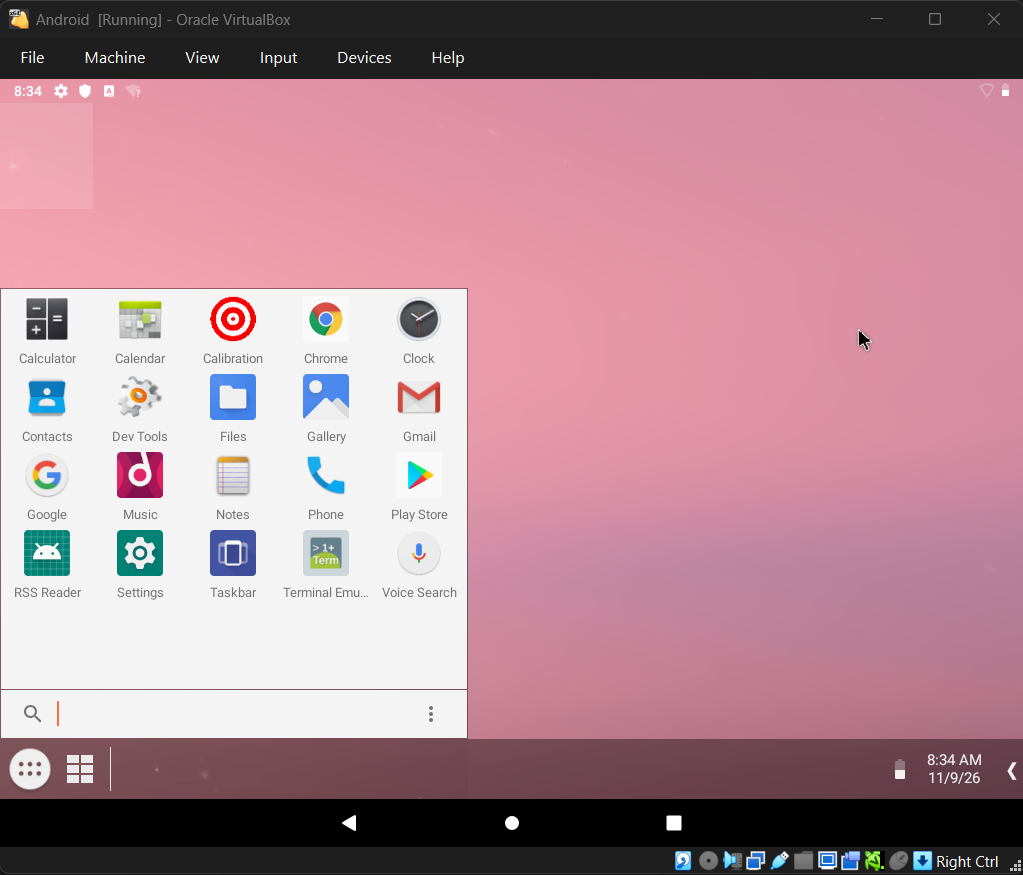 Android [Running] - Oracle VirtualBox
File Machine View Input Devices Help
8:34
Calculator Calendar Calibration Chrome Clock
Contacts Dev Tools Files Gallery Gmail
Google Music Notes Phone Play Store
> 1+
Term
RSS Reader Settings Taskbar Terminal Emu... Voice Search
8:34 AM
11/9/26
Right Ctrl